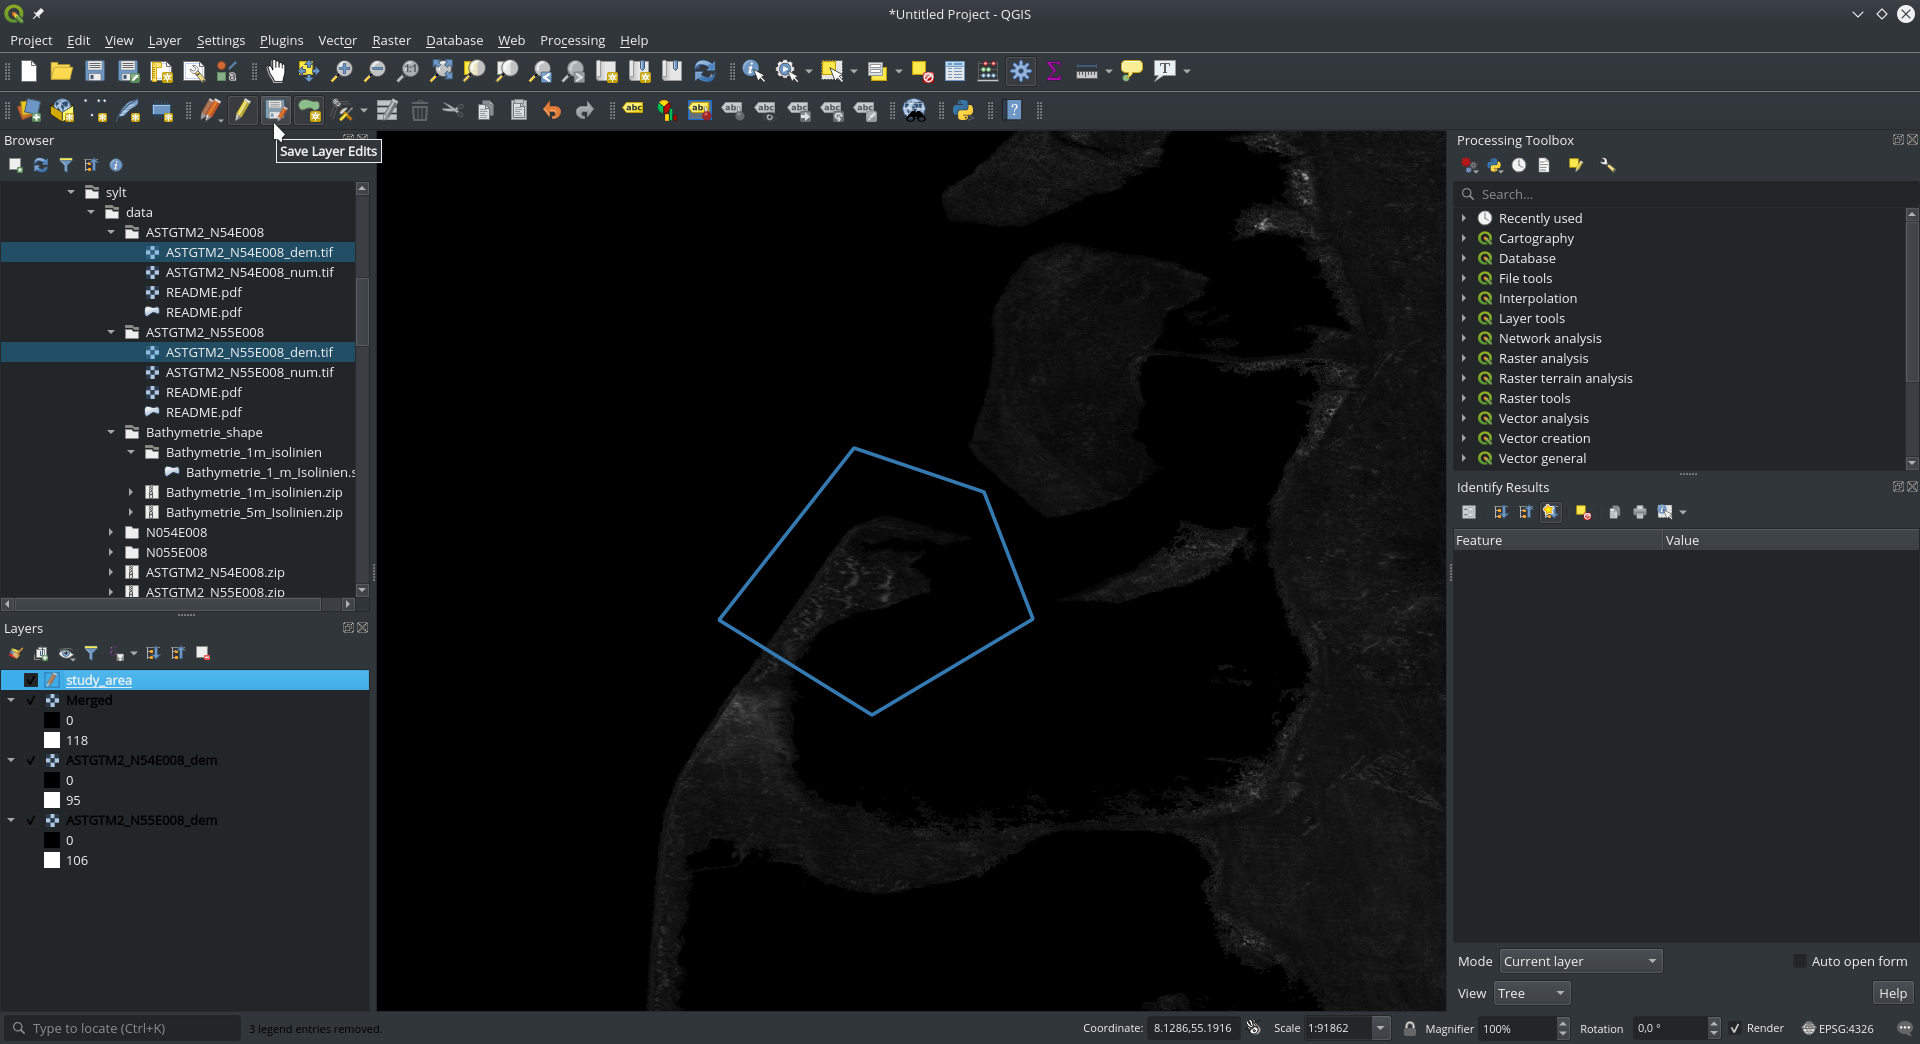 *Untitled Project - QGIS
Project Edit View Layer Settings Plugins Vector Raster Database Web Processing Help
Browser
Save Layer Edits
sylt
data
ASTGTM2_N54E008
ASTGTM2_N54E008_dem.tif
ASTGTM2_N54E008_num.tif
README.pdf
README.pdf
ASTGTM2_N55E008
ASTGTM2_N55E008_dem.tif
ASTGTM2_N55E008_num.tif
README.pdf
README.pdf
Bathymetrie_shape
Bathymetrie_1m_isolinien
Bathymetrie_1_m_Isolinien.s
Bathymetrie_1m_isolinien.zip
Bathymetrie_5m_Isolinien.zip
N054E008
N055E008
ASTGTM2_N54E008.zip
ASTGTM2_N55E008.zip
Layers
study_area
Merged
0
118
ASTGTM2_N54E008_dem
0
95
ASTGTM2_N55E008_dem
0
106
Processing Toolbox
Search...
Recently used
Cartography
Database
File tools
Interpolation
Layer tools
Network analysis
Raster analysis
Raster terrain analysis
Raster tools
Vector analysis
Vector creation
Vector general
Identify Results
Feature Value
Mode Current layer Auto open form
View Tree Help
Type to locate (Ctrl+K) 3 legend entries removed. Coordinate: 8.1286,55.1916 Scale 1:91862 Magnifier 100% Rotation 0,0 ° Render EPSG:4326